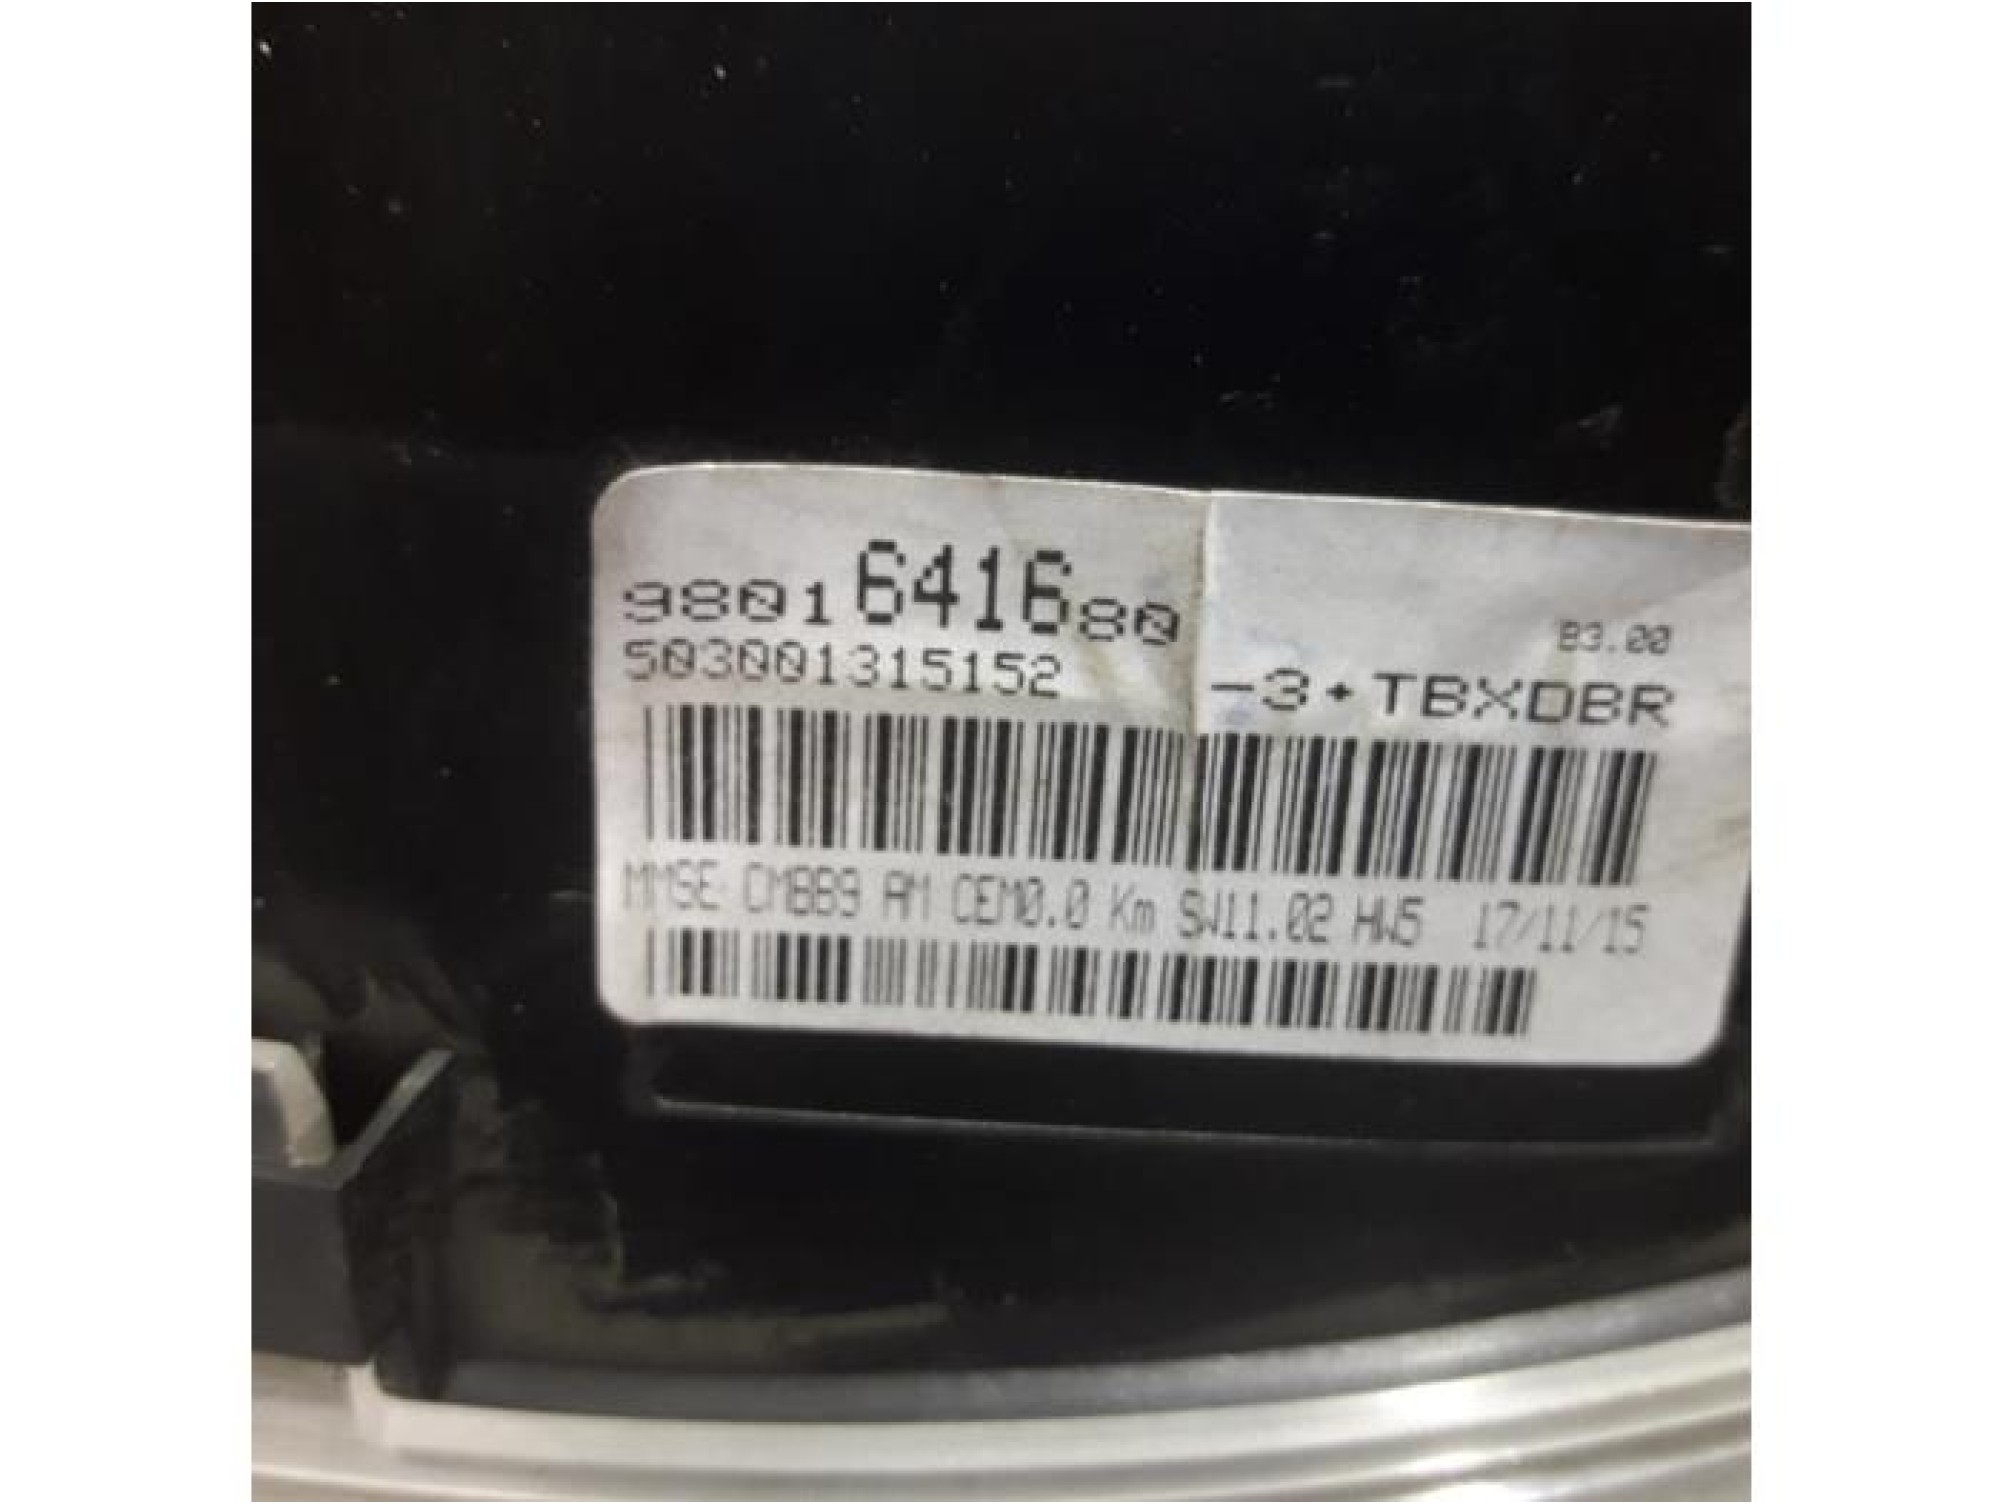 9801641680
B3.00
503001315152
-3+TBXDBR
MMSE CMBB9 AM CEM0.0 Km SW11.02 HW5 17/11/15